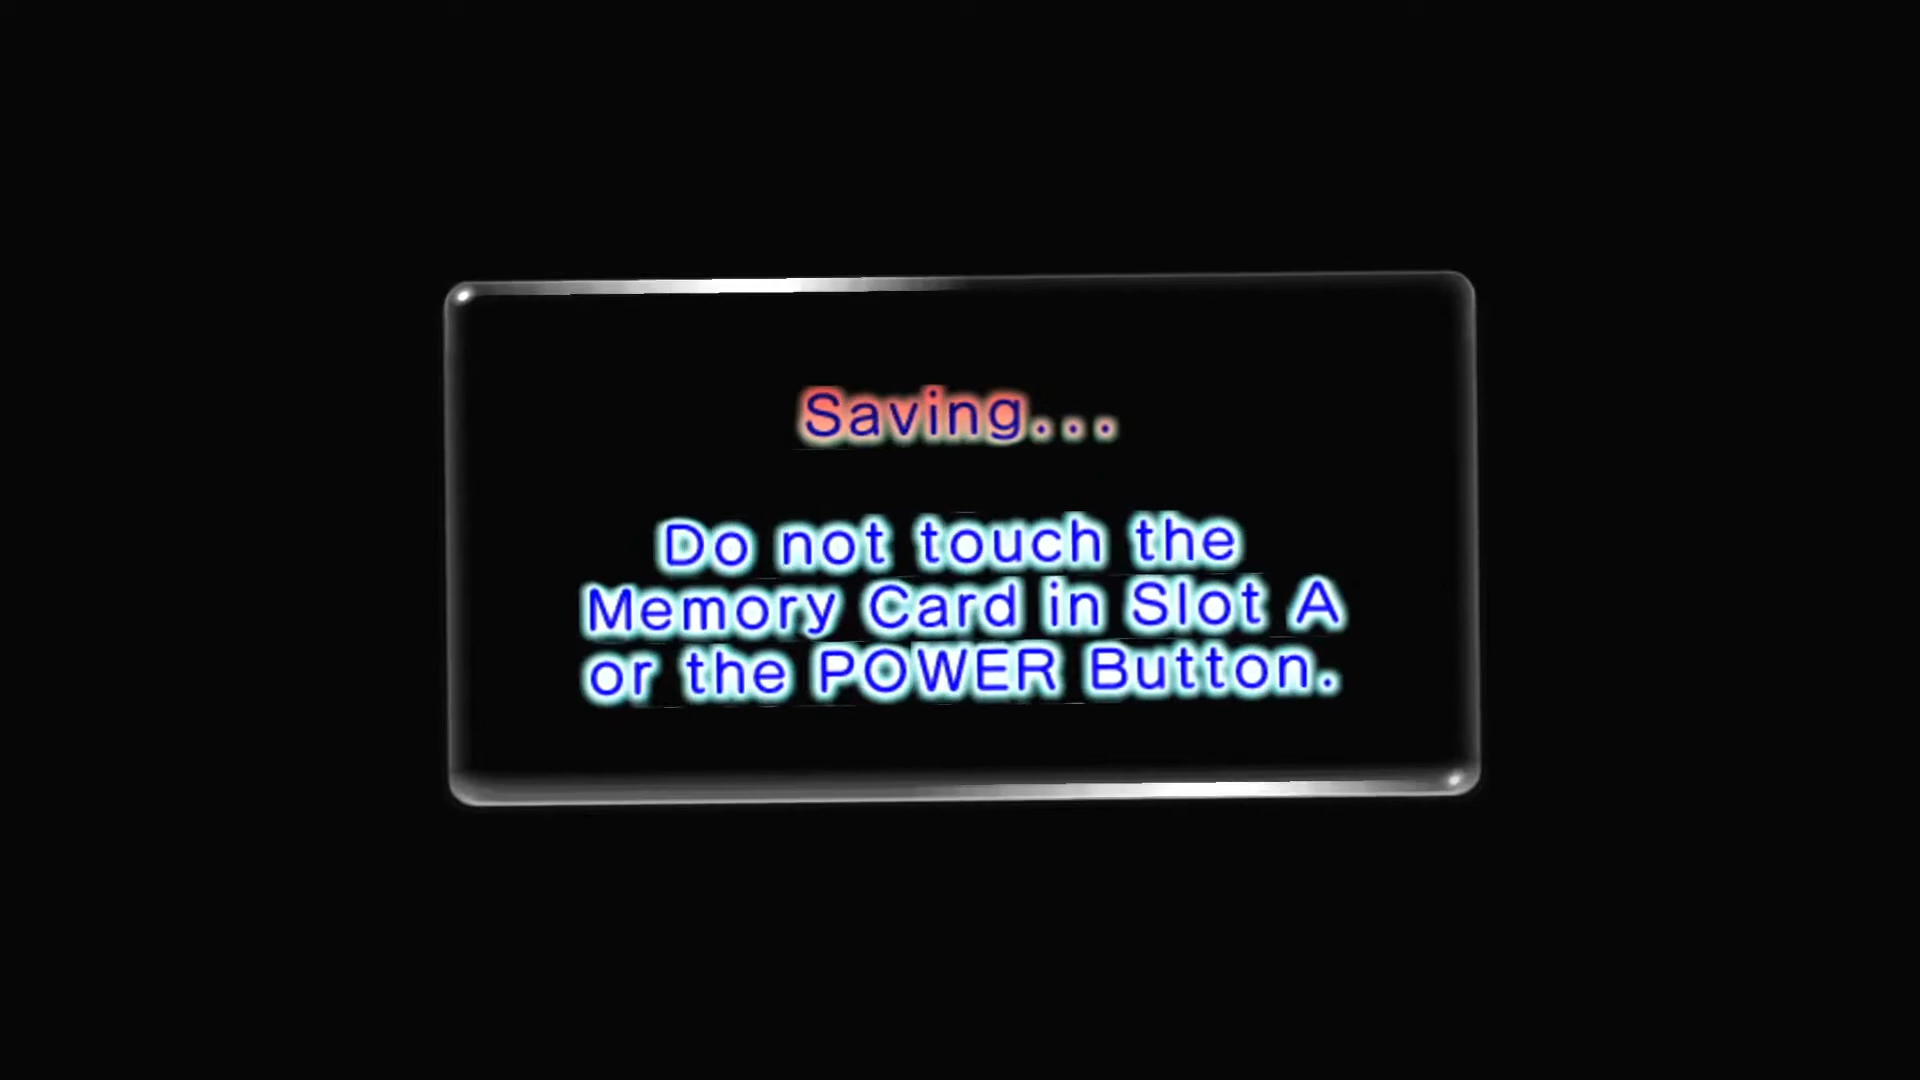 Saving...
Do not touch the
Memory Card in Slot A
or the POWER Button.